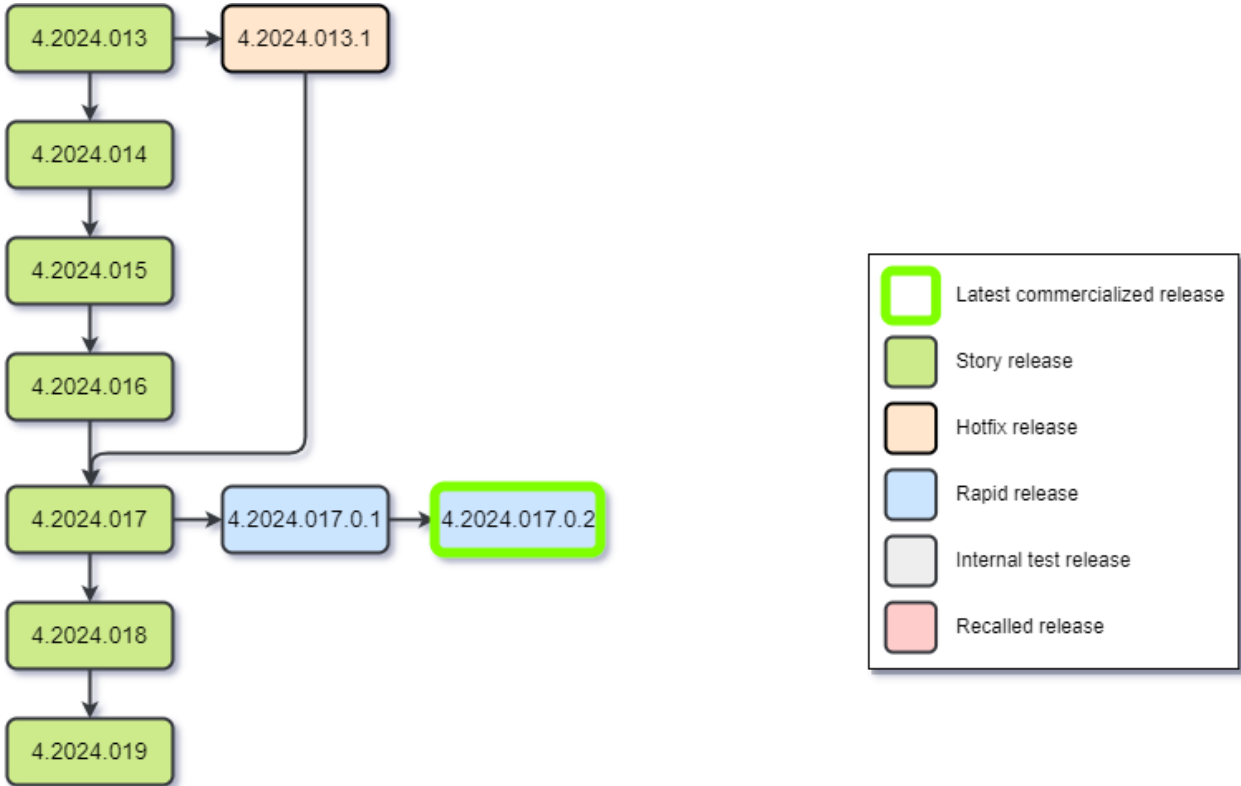 4.2024.013
4.2024.013.1
4.2024.014
4.2024.015
4.2024.016
4.2024.017
4.2024.017.0.1
4.2024.017.0.2
4.2024.018
4.2024.019
Latest commercialized release
Story release
Hotfix release
Rapid release
Internal test release
Recalled release